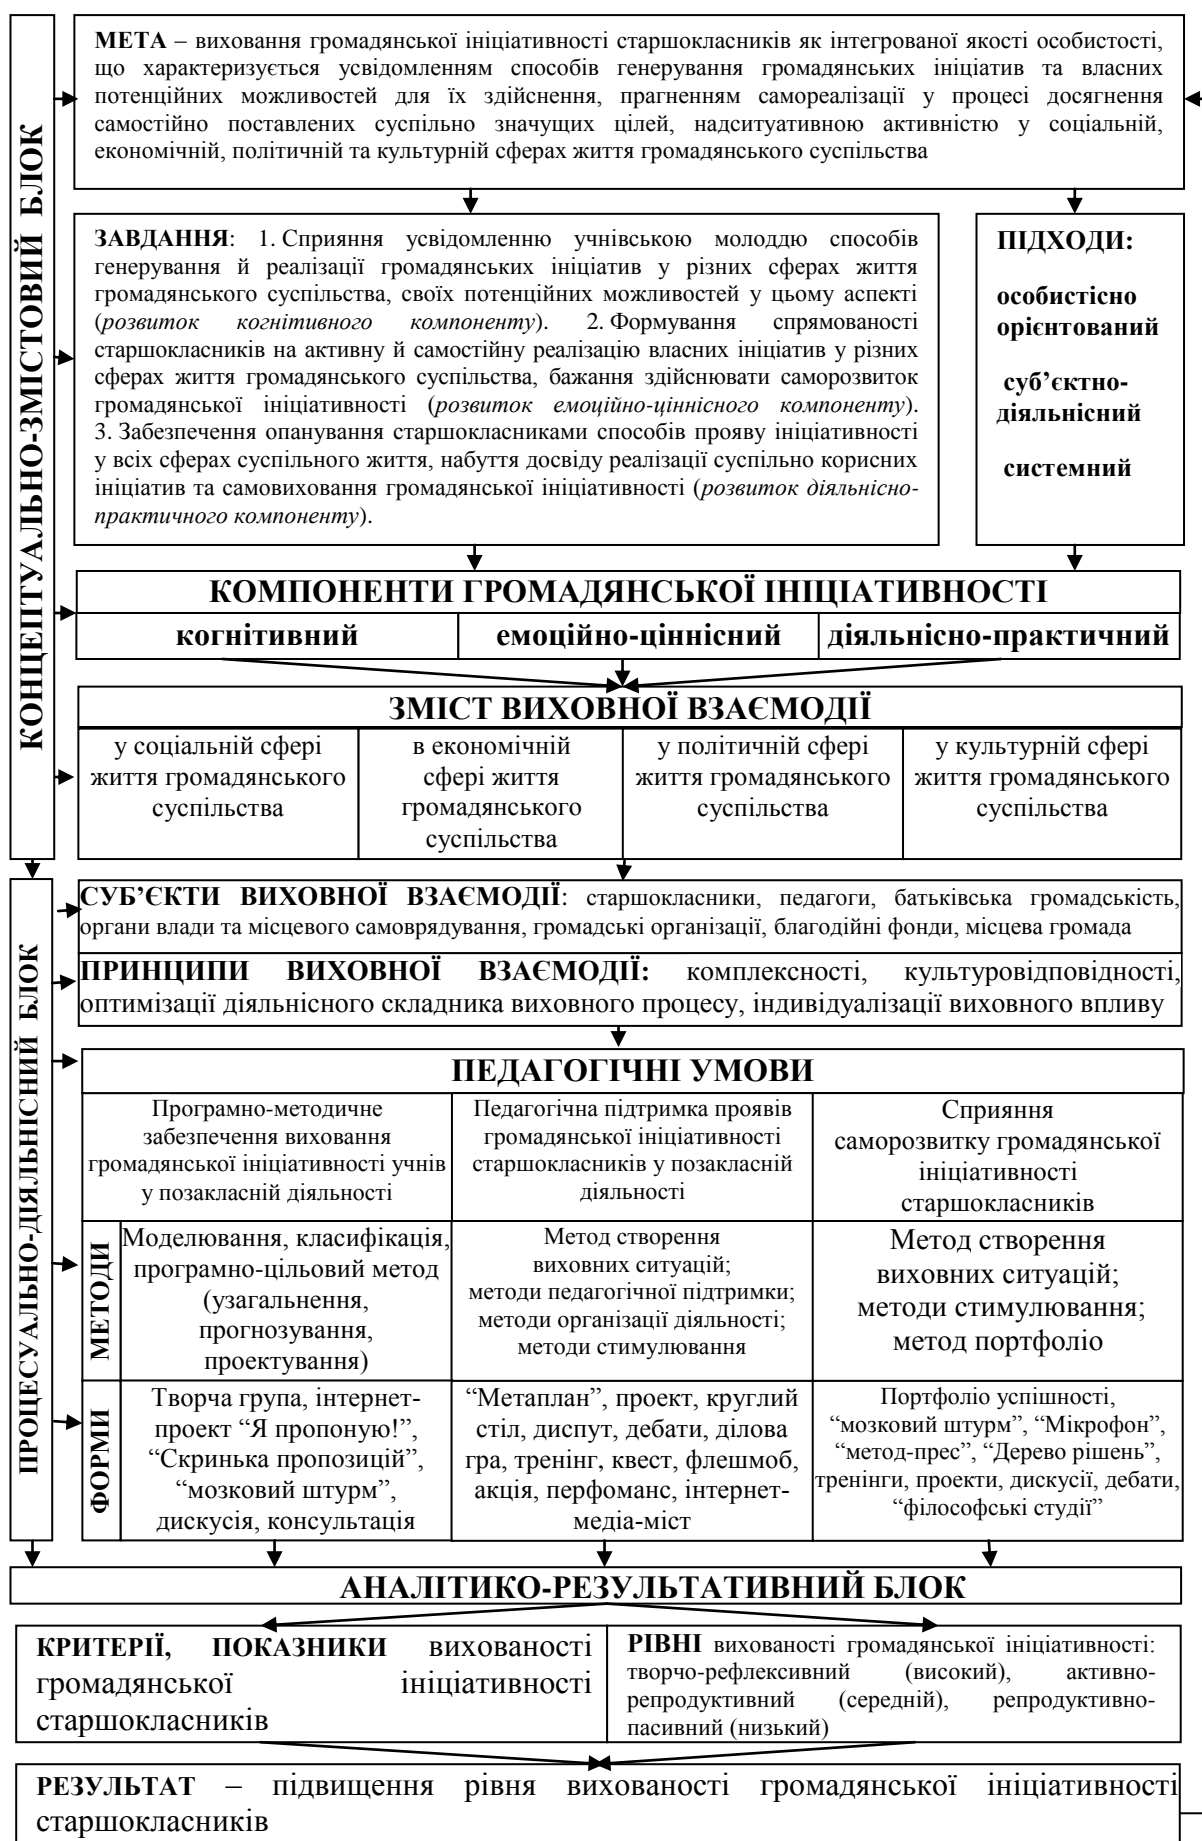 КОНЦЕПТУАЛЬНО-ЗМІСТОВИЙ БЛОК
МЕТА – виховання громадянської ініціативності старшокласників як інтегрованої якості особистості,
що характеризується усвідомленням способів генерування громадянських ініціатив та власних
потенційних можливостей для їх здійснення, прагненням самореалізації у процесі досягнення
самостійно поставлених суспільно значущих цілей, надситуативною активністю у соціальній,
економічній, політичній та культурній сферах життя громадянського суспільства
ЗАВДАННЯ: 1. Сприяння усвідомленню учнівською молоддю способів
генерування й реалізації громадянських ініціатив у різних сферах життя
громадянського суспільства, своїх потенційних можливостей у цьому аспекті
(розвиток когнітивного компоненту). 2. Формування спрямованості
старшокласників на активну й самостійну реалізацію власних ініціатив у різних
сферах життя громадянського суспільства, бажання здійснювати саморозвиток
громадянської ініціативності (розвиток емоційно-ціннісного компоненту).
3. Забезпечення опанування старшокласниками способів прояву ініціативності
у всіх сферах суспільного життя, набуття досвіду реалізації суспільно корисних
ініціатив та самовиховання громадянської ініціативності (розвиток діяльнісно-
практичного компоненту).
ПІДХОДИ:
особистісно
орієнтований
суб’єктно-
діяльнісний
системний
КОМПОНЕНТИ ГРОМАДЯНСЬКОЇ ІНІЦІАТИВНОСТІ
когнітивний
емоційно-ціннісний
діяльнісно-практичний
ЗМІСТ ВИХОВНОЇ ВЗАЄМОДІЇ
у соціальній сфері
життя громадянського
суспільства
в економічній
сфері життя
громадянського
суспільства
у політичній сфері
життя громадянського
суспільства
у культурній сфері
життя громадянського
суспільства
ПРОЦЕСУАЛЬНО-ДІЯЛЬНІСНИЙ БЛОК
СУБ’ЄКТИ ВИХОВНОЇ ВЗАЄМОДІЇ: старшокласники, педагоги, батьківська громадськість,
органи влади та місцевого самоврядування, громадські організації, благодійні фонди, місцева громада
ПРИНЦИПИ ВИХОВНОЇ ВЗАЄМОДІЇ: комплексності, культуровідповідності,
оптимізації діяльнісного складника виховного процесу, індивідуалізації виховного впливу
ПЕДАГОГІЧНІ УМОВИ
Програмно-методичне
забезпечення виховання
громадянської ініціативності учнів
у позакласній діяльності
Педагогічна підтримка проявів
громадянської ініціативності
старшокласників у позакласній
діяльності
Сприяння
саморозвитку громадянської
ініціативності
старшокласників
МЕТОДИ
Моделювання, класифікація,
програмно-цільовий метод
(узагальнення,
прогнозування,
проектування)
Метод створення
виховних ситуацій;
методи педагогічної підтримки;
методи організації діяльності;
методи стимулювання
Метод створення
виховних ситуацій;
методи стимулювання;
метод портфоліо
ФОРМИ
Творча група, інтернет-
проект “Я пропоную!”,
“Скринька пропозицій”,
“мозковий штурм”,
дискусія, консультація
“Метаплан”, проект, круглий
стіл, диспут, дебати, ділова
гра, тренінг, квест, флешмоб,
акція, перфоманс, інтернет-
медіа-міст
Портфоліо успішності,
“мозковий штурм”, “Мікрофон”,
“метод-прес”, “Дерево рішень”,
тренінги, проекти, дискусії, дебати,
“філософські студії”
АНАЛІТИКО-РЕЗУЛЬТАТИВНИЙ БЛОК
КРИТЕРІЇ, ПОКАЗНИКИ вихованості
громадянської ініціативності
старшокласників
РІВНІ вихованості громадянської ініціативності:
творчо-рефлексивний (високий), активно-
репродуктивний (середній), репродуктивно-
пасивний (низький)
РЕЗУЛЬТАТ – підвищення рівня вихованості громадянської ініціативності
старшокласників